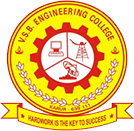 V.S.B. ENGINEERING COLLEGE
HARDWORK IS THE KEY TO SUCCESS